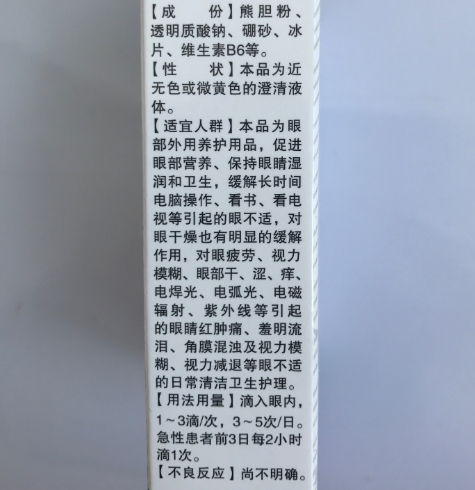 【成　　份】熊胆粉、
透明质酸钠、硼砂、冰
片、维生素B6等。
【性　　状】本品为近
无色或微黄色的澄清液
体。
【适宜人群】本品为眼
部外用养护用品，促进
眼部营养、保持眼睛湿
润和卫生，缓解长时间
电脑操作、看书、看电
视等引起的眼不适，对
眼干燥也有明显的缓解
作用，对眼疲劳、视力
模糊、眼部干、涩、痒、
电焊光、电弧光、电磁
辐射、紫外线等引起
的眼睛红肿痛、羞明流
泪、角膜混浊及视力模
糊、视力减退等眼不适
的日常清洁卫生护理。
【用法用量】滴入眼内，
1～3滴/次，3～5次/日。
急性患者前3日每2小时
滴1次。
【不良反应】尚不明确。